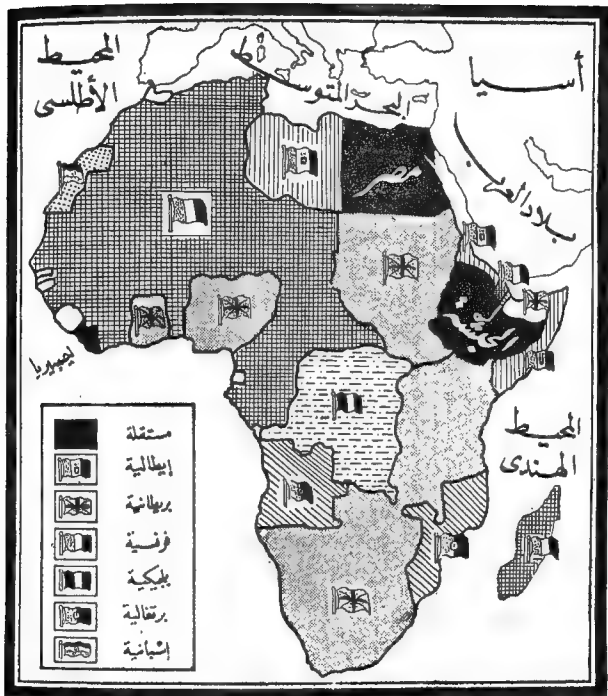 المحيط
الأطلسى
البحر المتوسط
أسيا
بلاد العرب
مصر
الحبشة
ليبيريا
المحيط
الهندى
مستقلة
إيطالية
بريطانية
فرنسية
بلجيكية
برتغالية
إسبانية